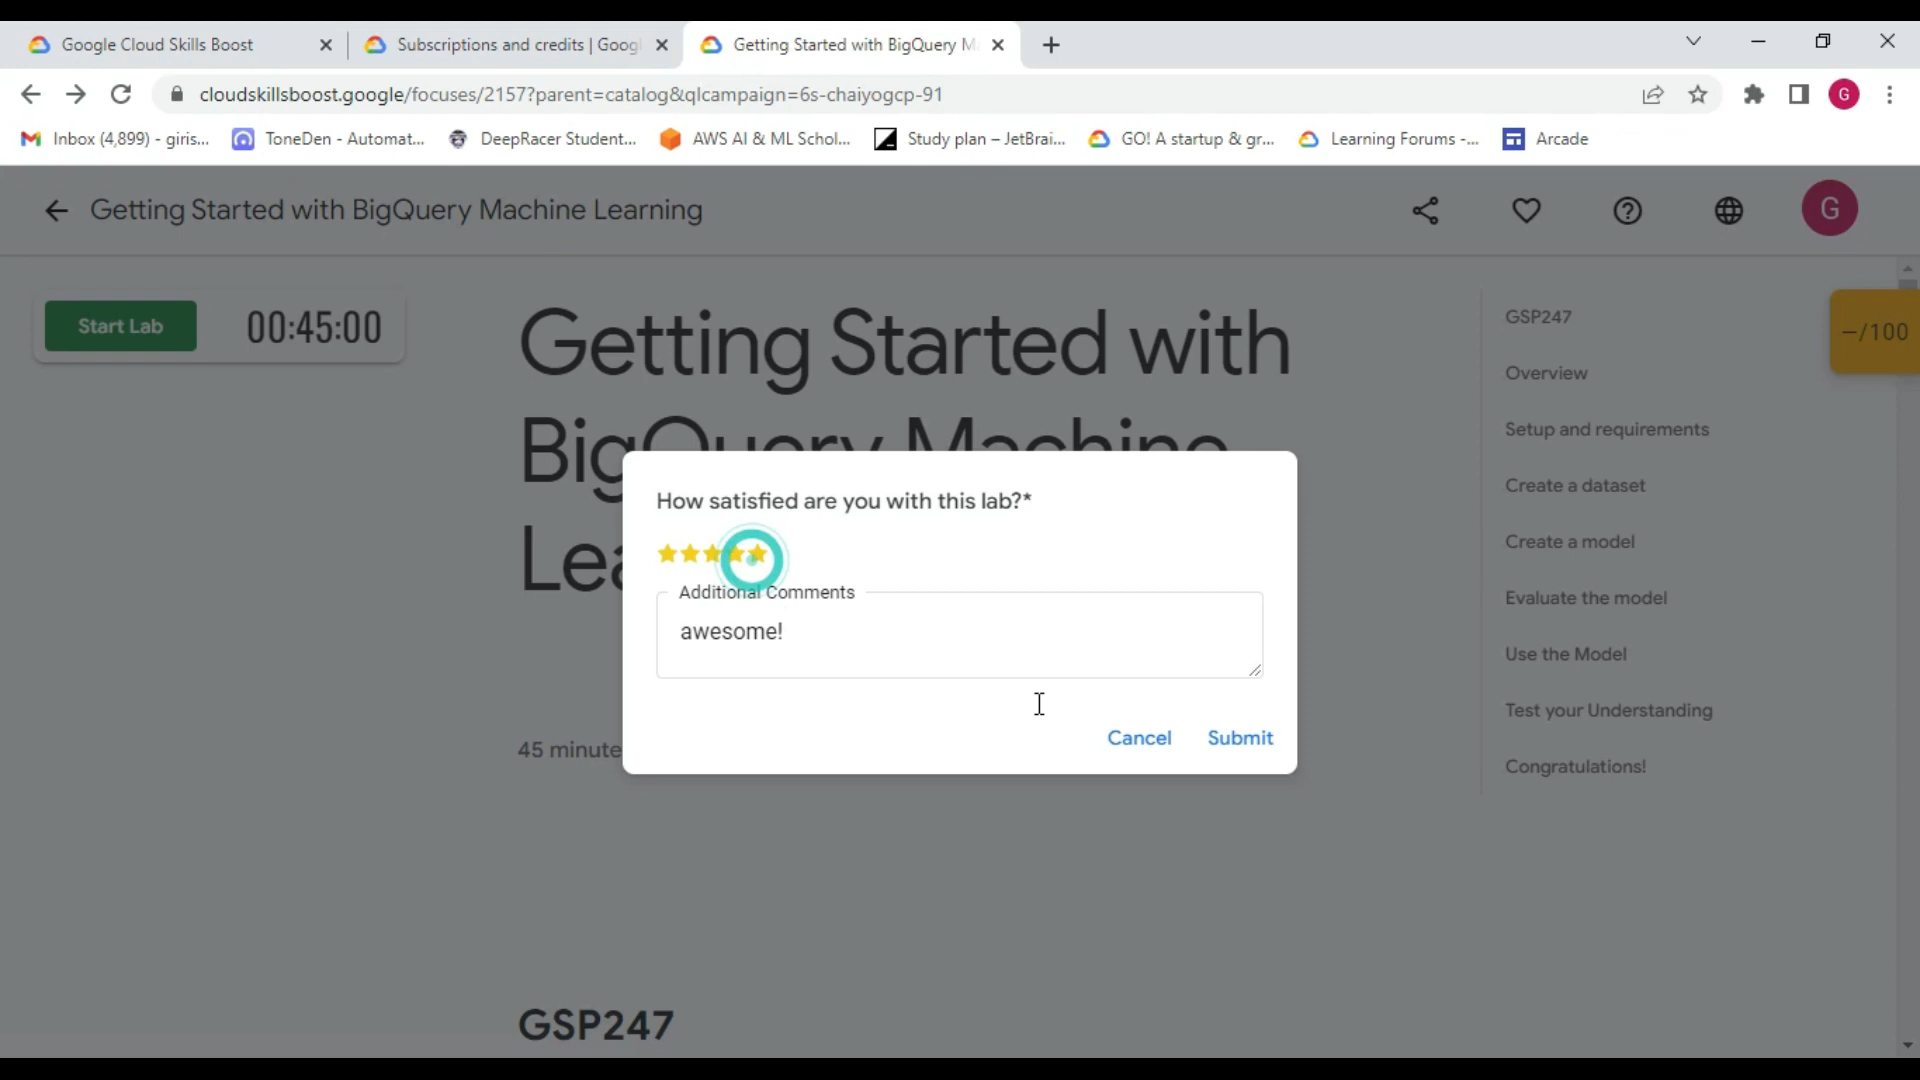 Google Cloud Skills Boost
Subscriptions and credits | Goog
Getting Started with BigQuery M
cloudskillsboost.google/focuses/2157?parent=catalog&qlcampaign=6s-chaiyogcp-91
G
Inbox (4,899) - giris...
ToneDen - Automat...
DeepRacer Student...
AWS AI & ML Schol...
Study plan – JetBrai...
GO! A startup & gr...
Learning Forums -...
Arcade
Getting Started with BigQuery Machine Learning
G
Start Lab
00:45:00
Getting Started with
BigQuery Machine
Lea
45 minute
GSP247
How satisfied are you with this lab?*
Additional Comments
awesome!
Cancel
Submit
GSP247
Overview
Setup and requirements
Create a dataset
Create a model
Evaluate the model
Use the Model
Test your Understanding
Congratulations!
–/100